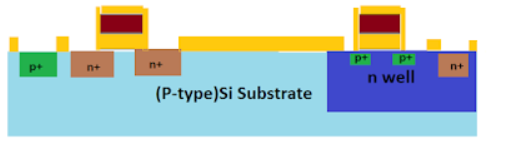 p+ n+ n+ p+ p+ n+
n well
(P-type)Si Substrate